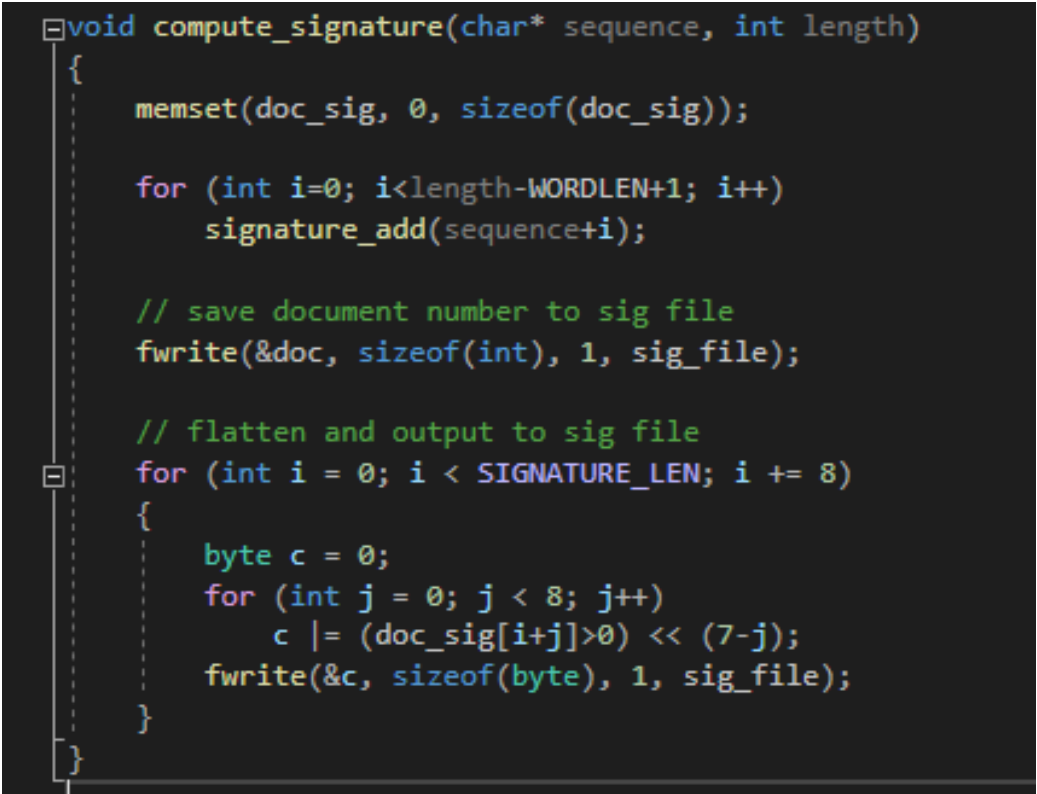 void compute_signature(char* sequence, int length)
{
    memset(doc_sig, 0, sizeof(doc_sig));

    for (int i=0; i<length-WORDLEN+1; i++)
        signature_add(sequence+i);

    // save document number to sig file
    fwrite(&doc, sizeof(int), 1, sig_file);

    // flatten and output to sig file
    for (int i = 0; i < SIGNATURE_LEN; i += 8)
    {
        byte c = 0;
        for (int j = 0; j < 8; j++)
            c |= (doc_sig[i+j]>0) << (7-j);
        fwrite(&c, sizeof(byte), 1, sig_file);
    }
}